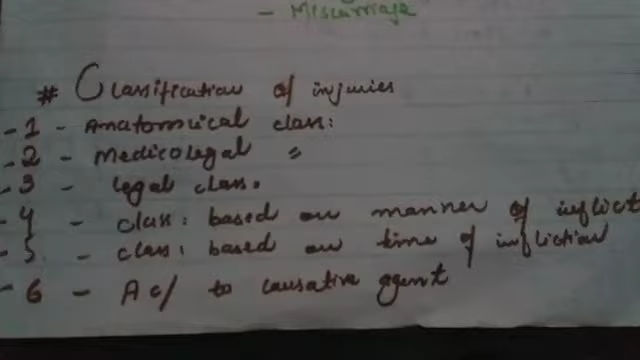 - Miscarriage
# Classification of injuries
- 1 - Anatomical class:
- 2 - Medicolegal "
- 3 - legal class.
- 4 - class: based on manner of inflict
- 5 - class: based on time of infliction
- 6 - Ac/ to causative agent